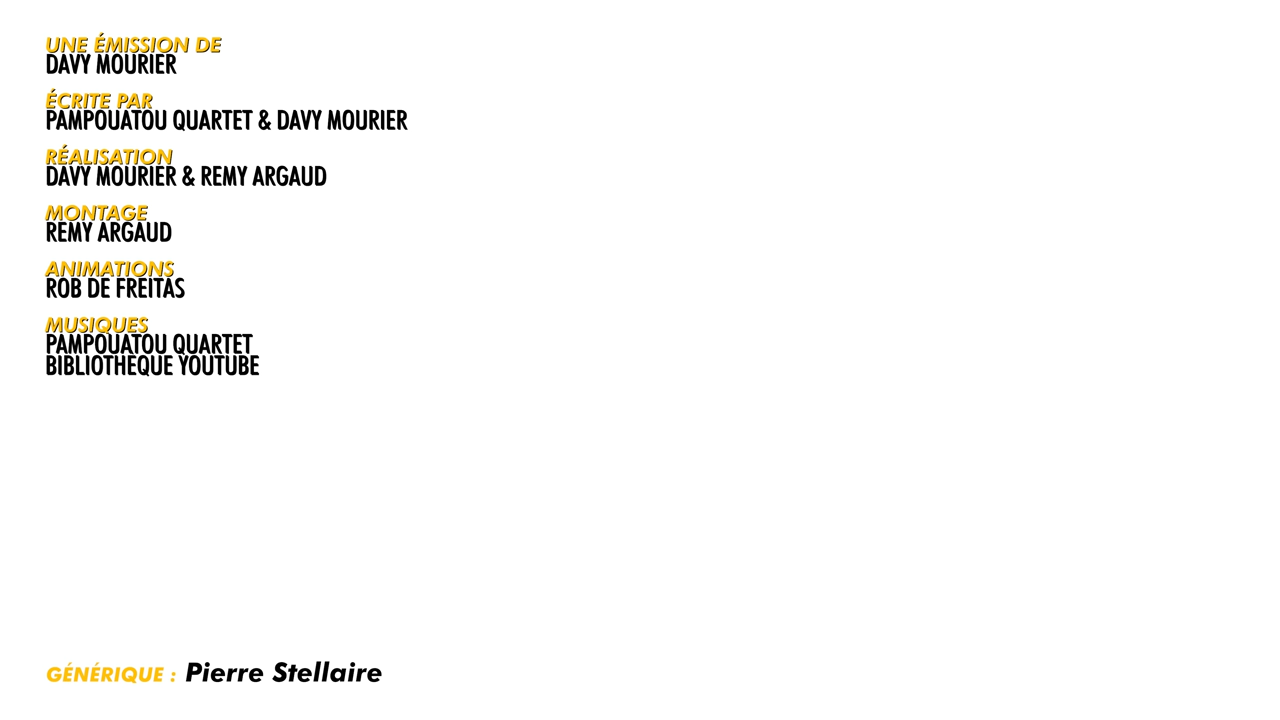 UNE ÉMISSION DE
DAVY MOURIER
ÉCRITE PAR
PAMPOUATOU QUARTET & DAVY MOURIER
RÉALISATION
DAVY MOURIER & REMY ARGAUD
MONTAGE
REMY ARGAUD
ANIMATIONS
ROB DE FREITAS
MUSIQUES
PAMPOUATOU QUARTET
BIBLIOTHÈQUE YOUTUBE
GÉNÉRIQUE : Pierre Stellaire